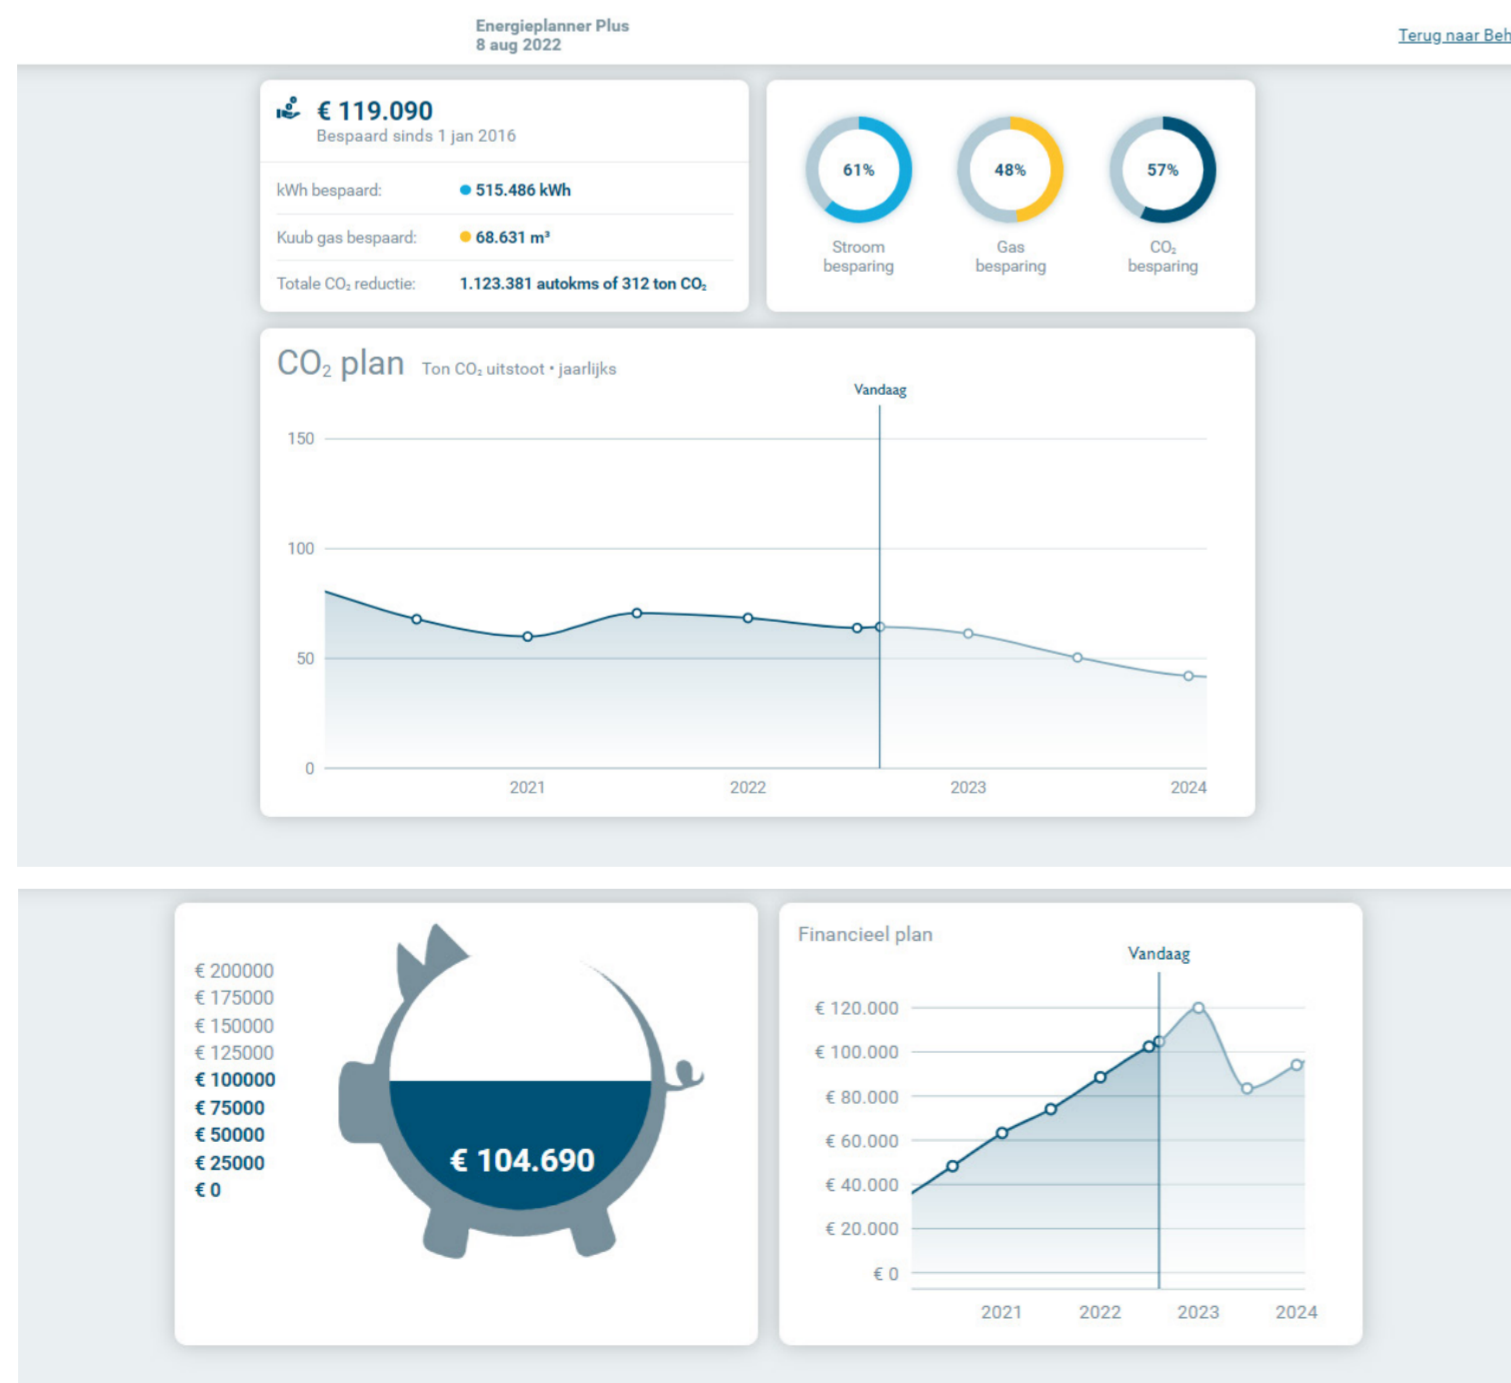 Energieplanner Plus
8 aug 2022
Terug naar Beh
€ 119.090
Bespaard sinds 1 jan 2016
kWh bespaard: 515.486 kWh
Kuub gas bespaard: 68.631 m³
Totale CO₂ reductie: 1.123.381 autokms of 312 ton CO₂
61% 48% 57%
Stroom besparing
Gas besparing
CO₂ besparing
CO₂ plan Ton CO₂ uitstoot • jaarlijks
Vandaag
150
100
50
0
2021 2022 2023 2024
€ 200000
€ 175000
€ 150000
€ 125000
€ 100000
€ 75000
€ 50000
€ 25000
€ 0
€ 104.690
Financieel plan
Vandaag
€ 120.000
€ 100.000
€ 80.000
€ 60.000
€ 40.000
€ 20.000
€ 0
2021 2022 2023 2024